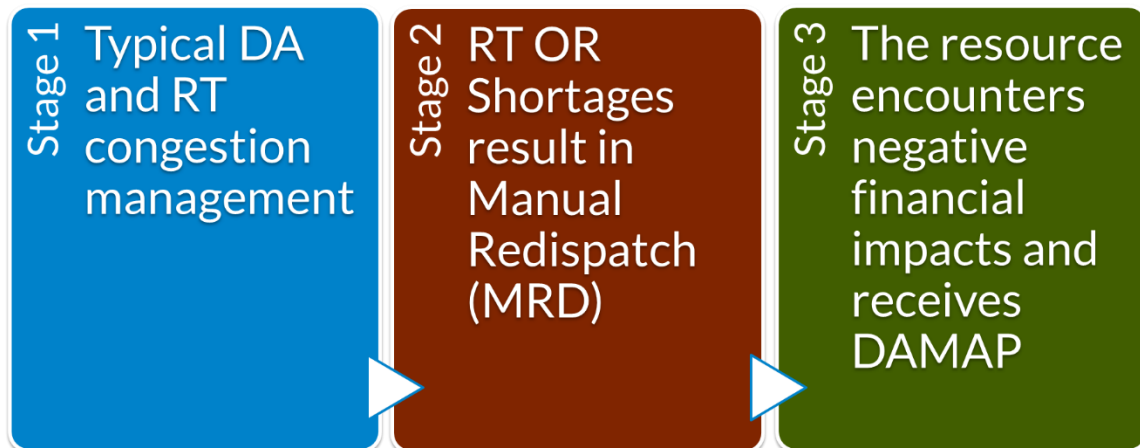 Stage 1
Typical DA
and RT
congestion
management
Stage 2
RT OR
Shortages
result in
Manual
Redispatch
(MRD)
Stage 3
The resource
encounters
negative
financial
impacts and
receives
DAMAP